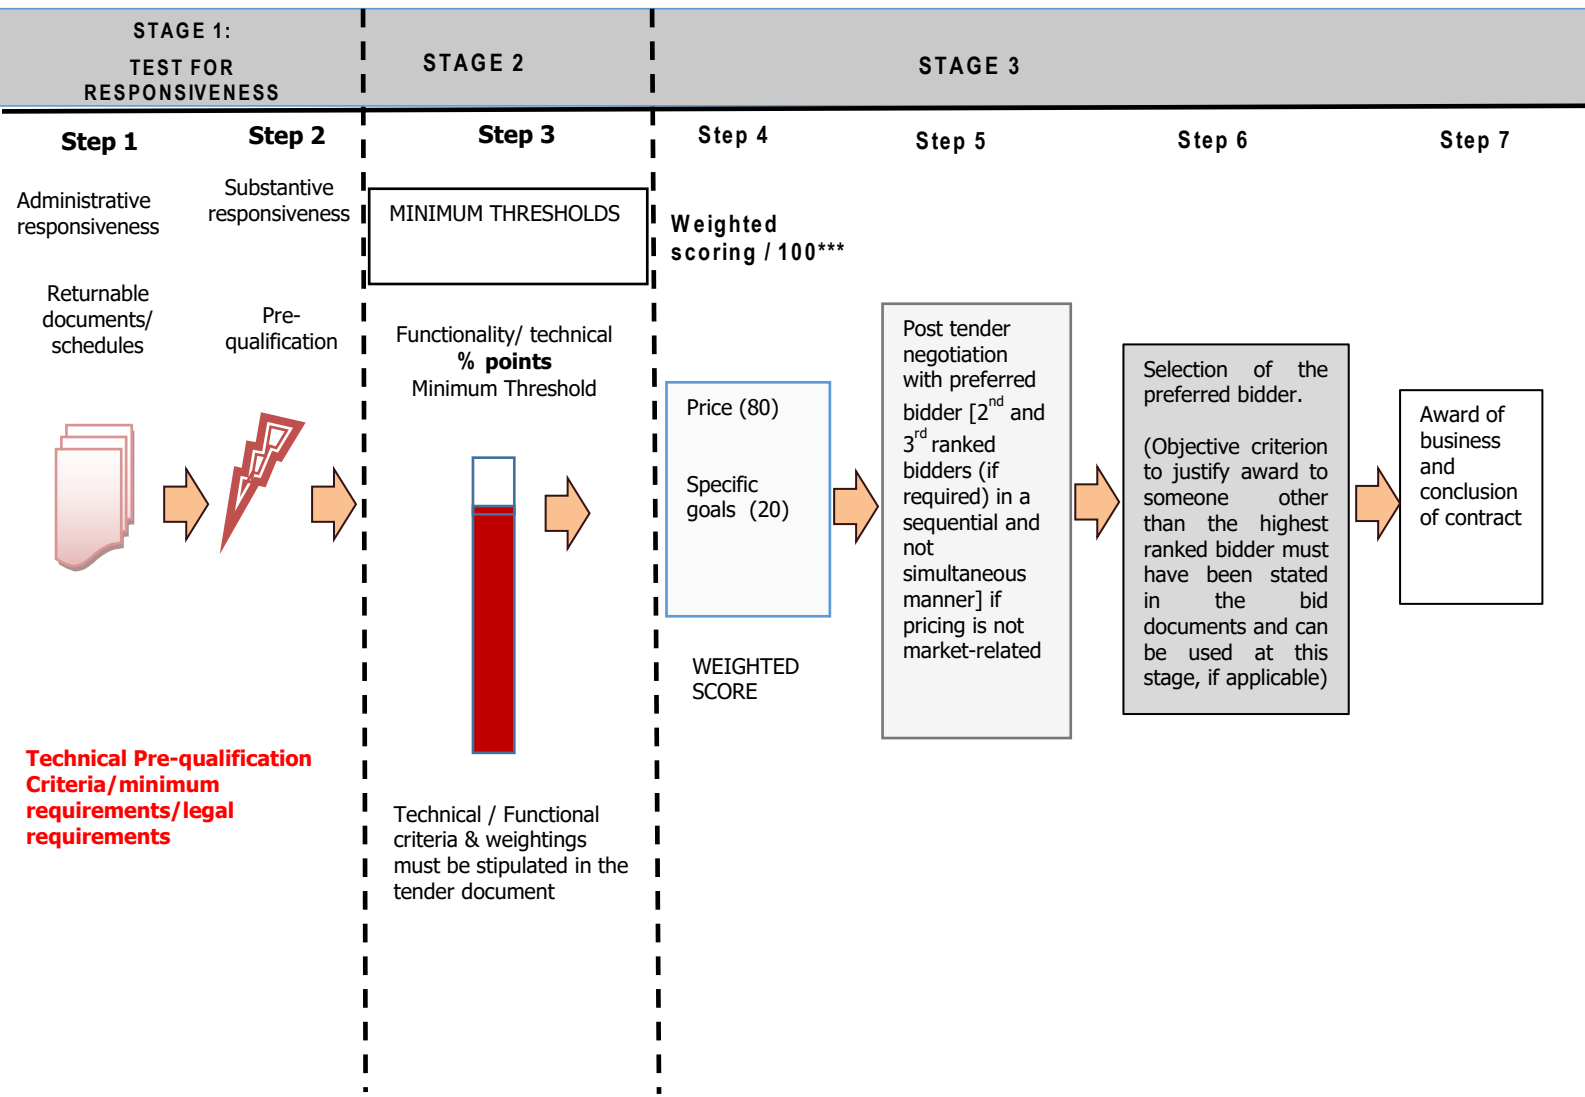 STAGE 1:
TEST FOR
RESPONSIVENESS
STAGE 2
STAGE 3
Step 1
Step 2
Step 3
Step 4
Step 5
Step 6
Step 7
Administrative
responsiveness
Returnable
documents/
schedules
Substantive
responsiveness
Pre-
qualification
Technical Pre-qualification
Criteria/minimum
requirements/legal
requirements
MINIMUM THRESHOLDS
Functionality/ technical
% points
Minimum Threshold
Technical / Functional
criteria & weightings
must be stipulated in the
tender document
Weighted
scoring / 100***
Price (80)
Specific
goals (20)
WEIGHTED
SCORE
Post tender
negotiation
with preferred
bidder [2nd and
3rd ranked
bidders (if
required) in a
sequential and
not
simultaneous
manner] if
pricing is not
market-related
Selection of the
preferred bidder.
(Objective criterion
to justify award to
someone other
than the highest
ranked bidder must
have been stated
in the bid
documents and can
be used at this
stage, if applicable)
Award of
business
and
conclusion
of contract